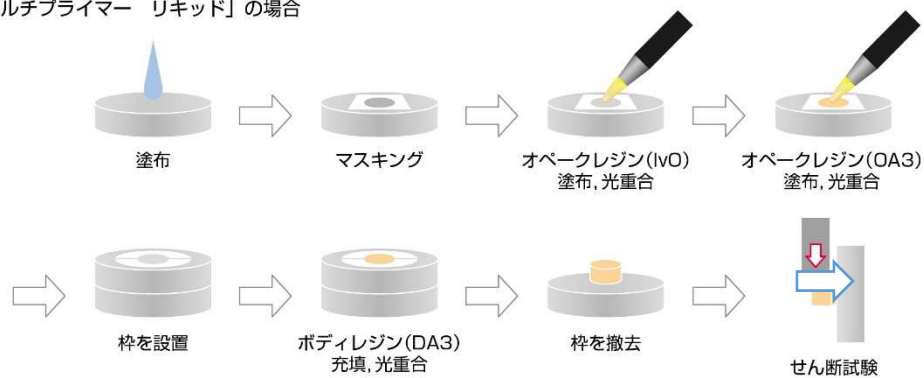 ルチプライマー　リキッド」の場合
塗布
マスキング
オペークレジン(IvO)
塗布,光重合
オペークレジン(OA3)
塗布,光重合
枠を設置
ボディレジン(DA3)
充填,光重合
枠を撤去
せん断試験